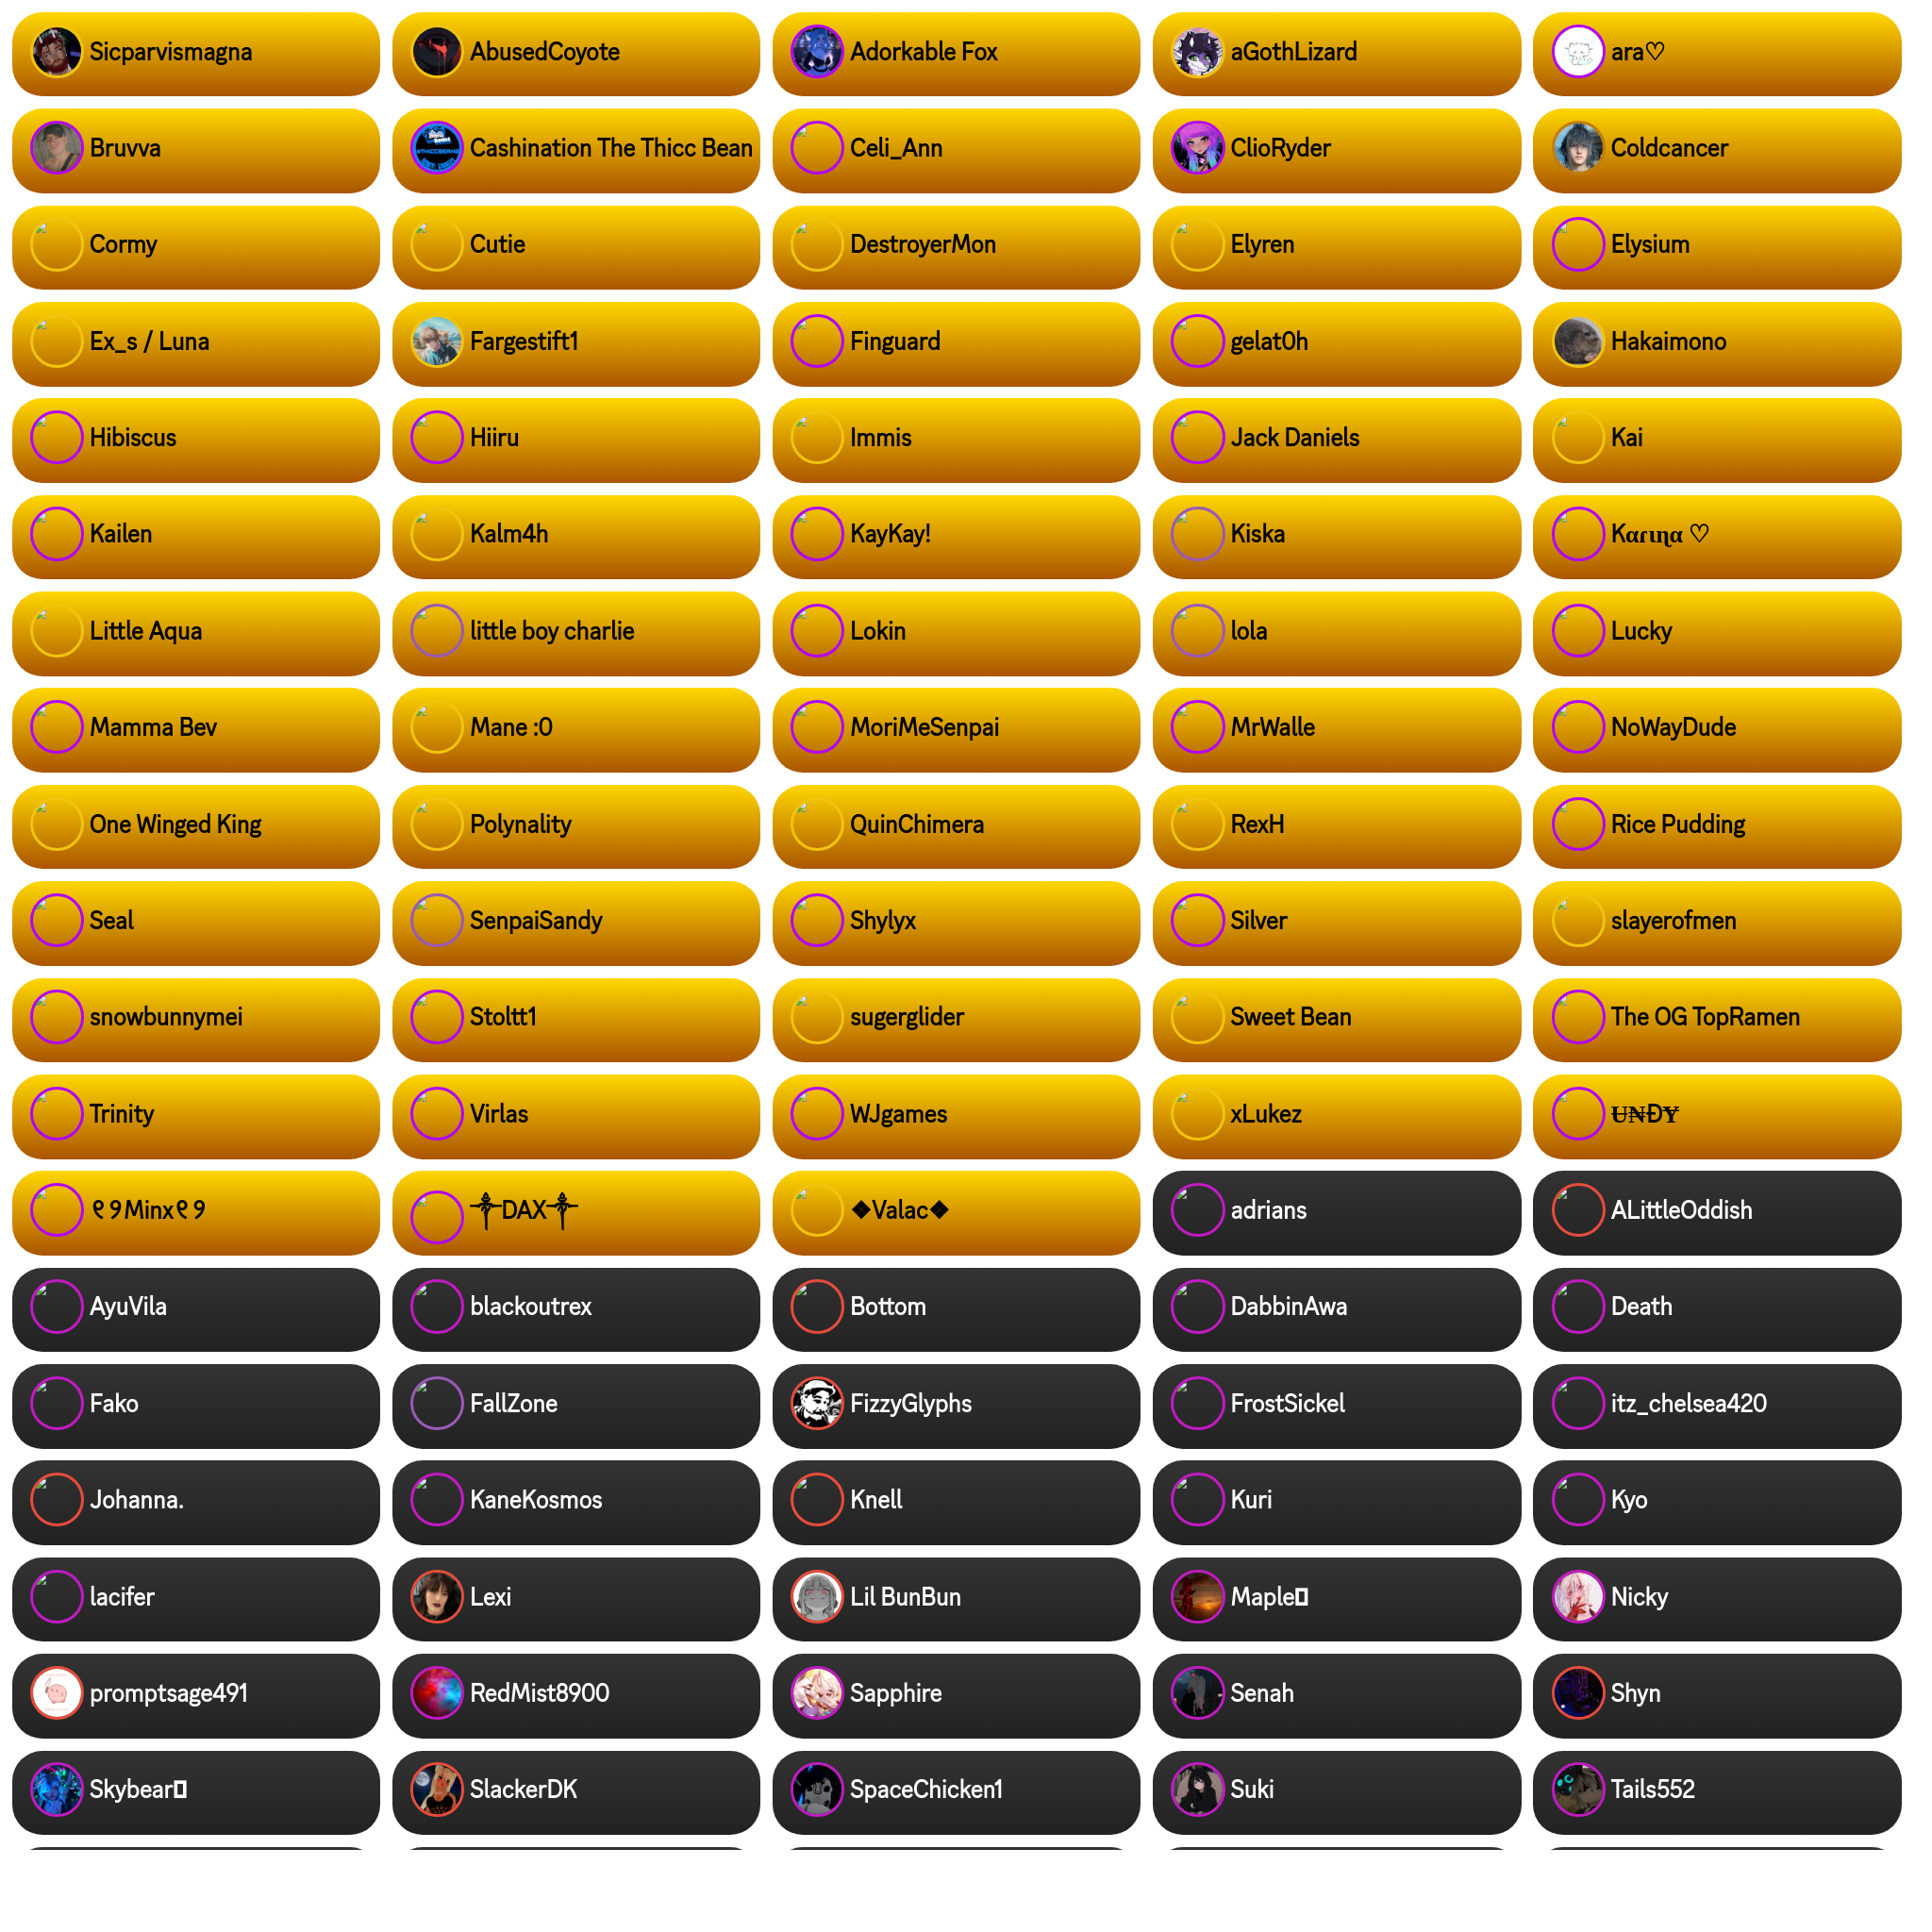 Sicparvismagna
AbusedCoyote
Adorkable Fox
aGothLizard
ara♡
Bruvva
Cashination The Thicc Bean
Celi_Ann
ClioRyder
Coldcancer
Cormy
Cutie
DestroyerMon
Elyren
Elysium
Ex_s / Luna
Fargestift1
Finguard
gelat0h
Hakaimono
Hibiscus
Hiiru
Immis
Jack Daniels
Kai
Kailen
Kalm4h
KayKay!
Kiska
Kαɾιɳα ♡
Little Aqua
little boy charlie
Lokin
lola
Lucky
Mamma Bev
Mane :0
MoriMeSenpai
MrWalle
NoWayDude
One Winged King
Polynality
QuinChimera
RexH
Rice Pudding
Seal
SenpaiSandy
Shylyx
Silver
slayerofmen
snowbunnymei
Stoltt1
sugerglider
Sweet Bean
The OG TopRamen
Trinity
Virlas
WJgames
xLukez
Ʉ₦ĐɎ
୧୨Minx୧୨
༒DAX༒
❖Valac❖
adrians
ALittleOddish
AyuVila
blackoutrex
Bottom
DabbinAwa
Death
Fako
FallZone
FizzyGlyphs
FrostSickel
itz_chelsea420
Johanna.
KaneKosmos
Knell
Kuri
Kyo
lacifer
Lexi
Lil BunBun
Maple
Nicky
promptsage491
RedMist8900
Sapphire
Senah
Shyn
Skybear
SlackerDK
SpaceChicken1
Suki
Tails552